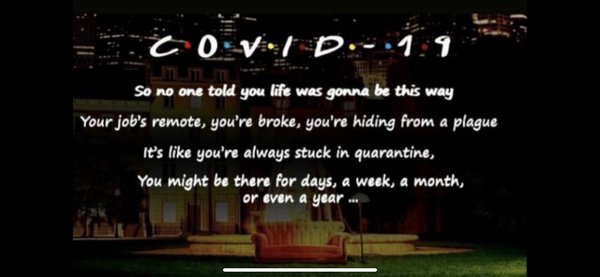 C•O•V•I•D•-•1•9
So no one told you life was gonna be this way
Your job's remote, you're broke, you're hiding from a plague
It's like you're always stuck in quarantine,
You might be there for days, a week, a month,
or even a year ...